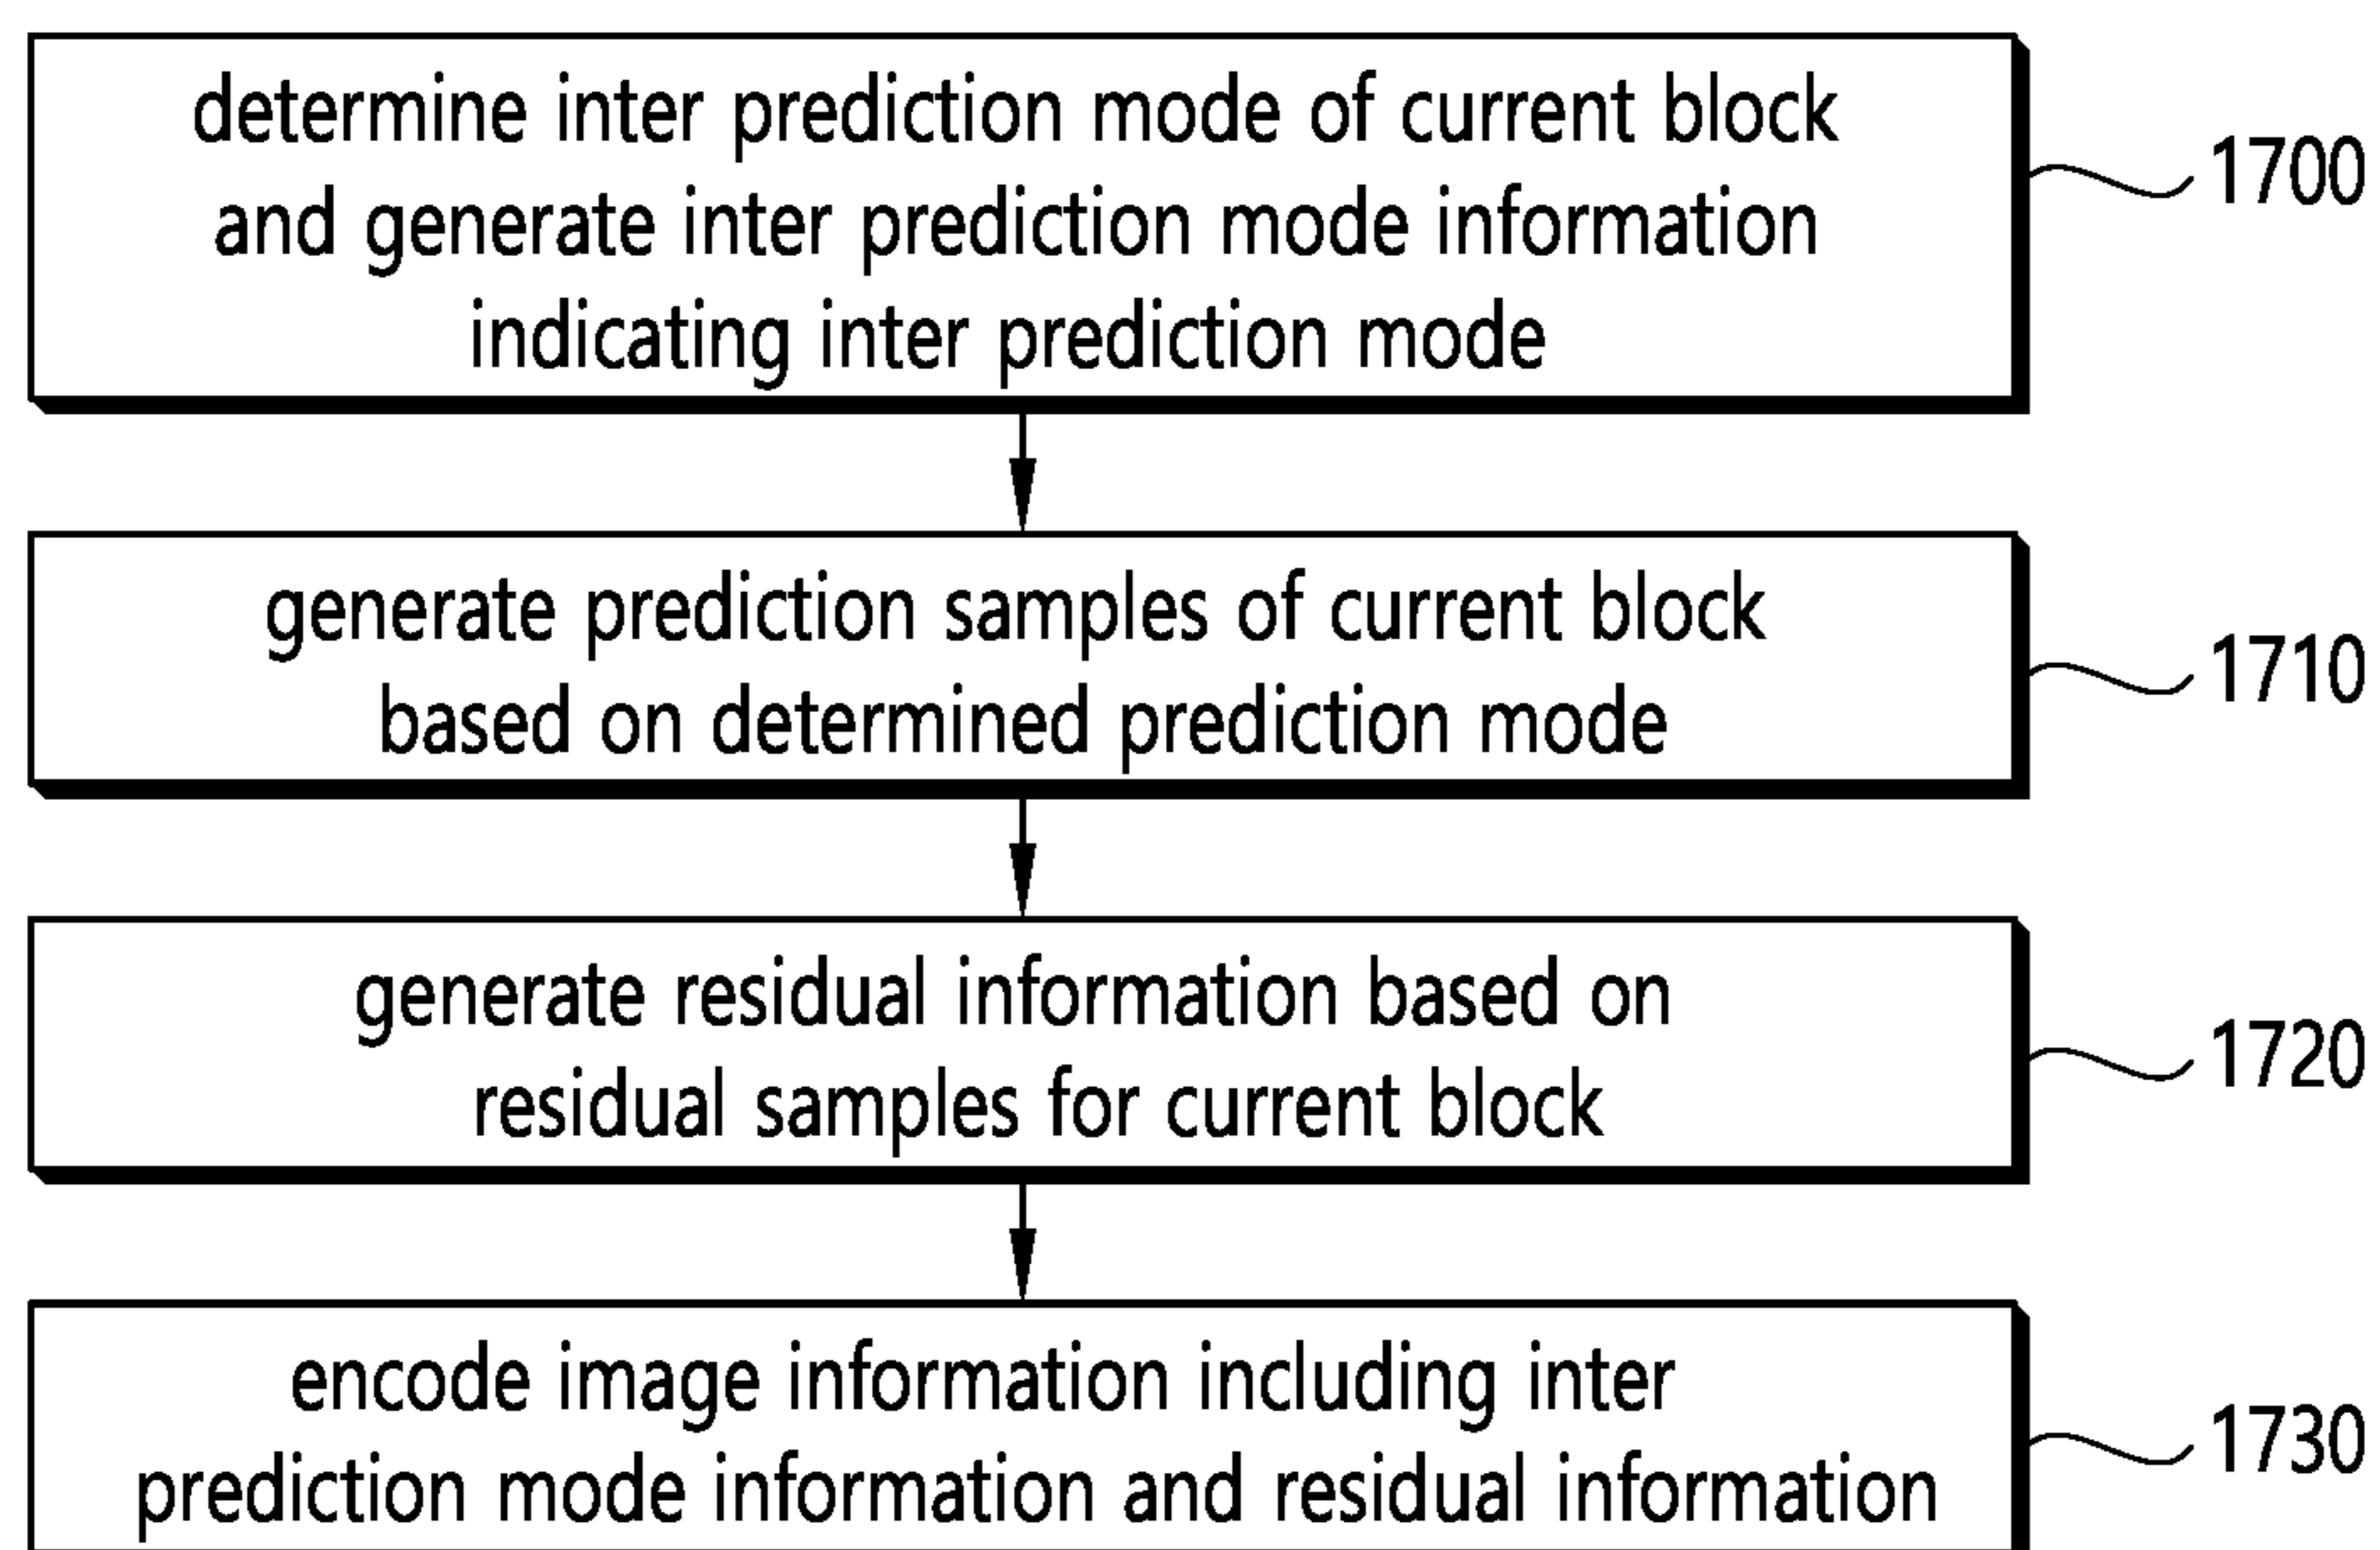 determine inter prediction mode of current block
and generate inter prediction mode information
indicating inter prediction mode
1700
generate prediction samples of current block
based on determined prediction mode
1710
generate residual information based on
residual samples for current block
1720
encode image information including inter
prediction mode information and residual information
1730